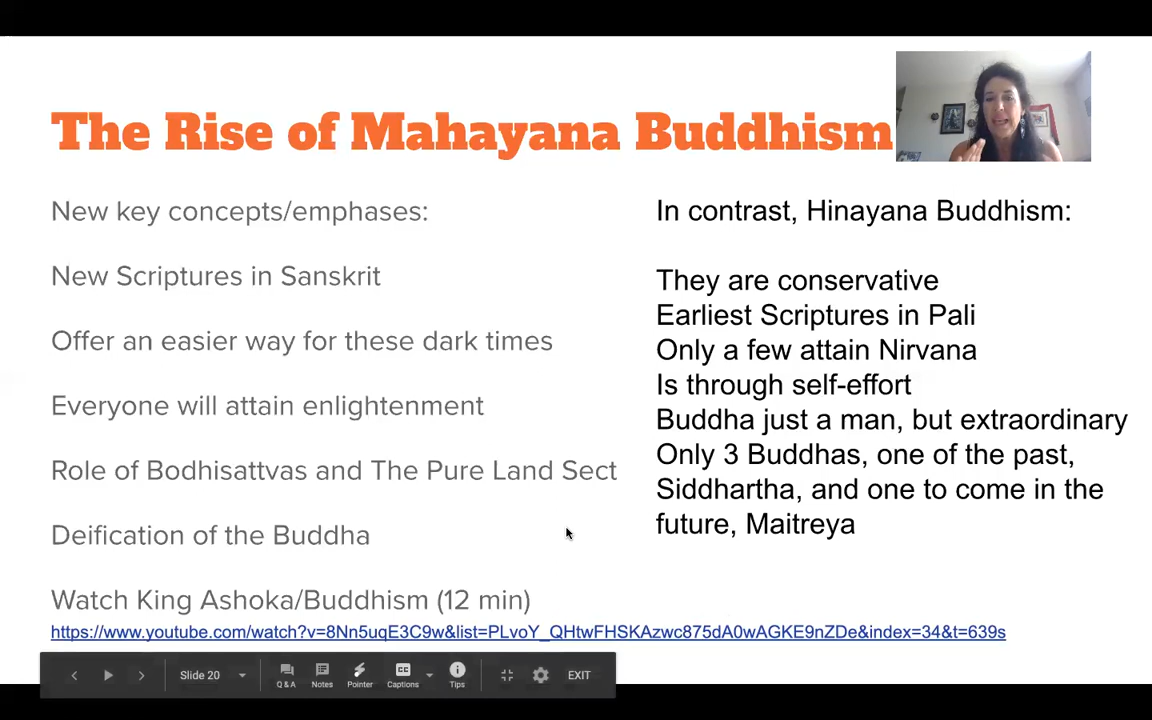 The Rise of Mahayana Buddhism
New key concepts/emphases:
New Scriptures in Sanskrit
Offer an easier way for these dark times
Everyone will attain enlightenment
Role of Bodhisattvas and The Pure Land Sect
Deification of the Buddha
Watch King Ashoka/Buddhism (12 min)
https://www.youtube.com/watch?v=8Nn5uqE3C9w&list=PLvoY_QHtwFHSKAzwc875dA0wAGKE9nZDe&index=34&t=639s
In contrast, Hinayana Buddhism:
They are conservative
Earliest Scriptures in Pali
Only a few attain Nirvana
Is through self-effort
Buddha just a man, but extraordinary
Only 3 Buddhas, one of the past,
Siddhartha, and one to come in the
future, Maitreya
Slide 20
Q & A
Notes
Pointer
CC
Captions
Tips
EXIT